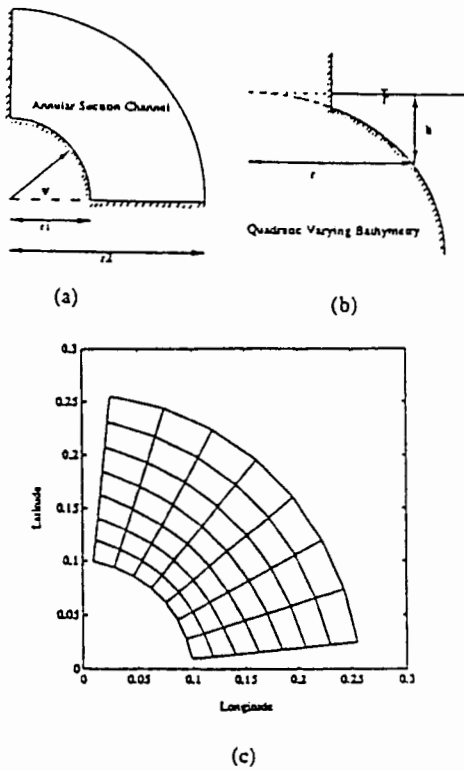 Annular Section Channel
r1
r2
(a)
h
r
Quadratic Varying Bathymetry
(b)
0.3
0.25
0.2
0.15
0.1
0.05
0
Latitude
0 0.05 0.1 0.15 0.2 0.25 0.3
Longitude
(c)